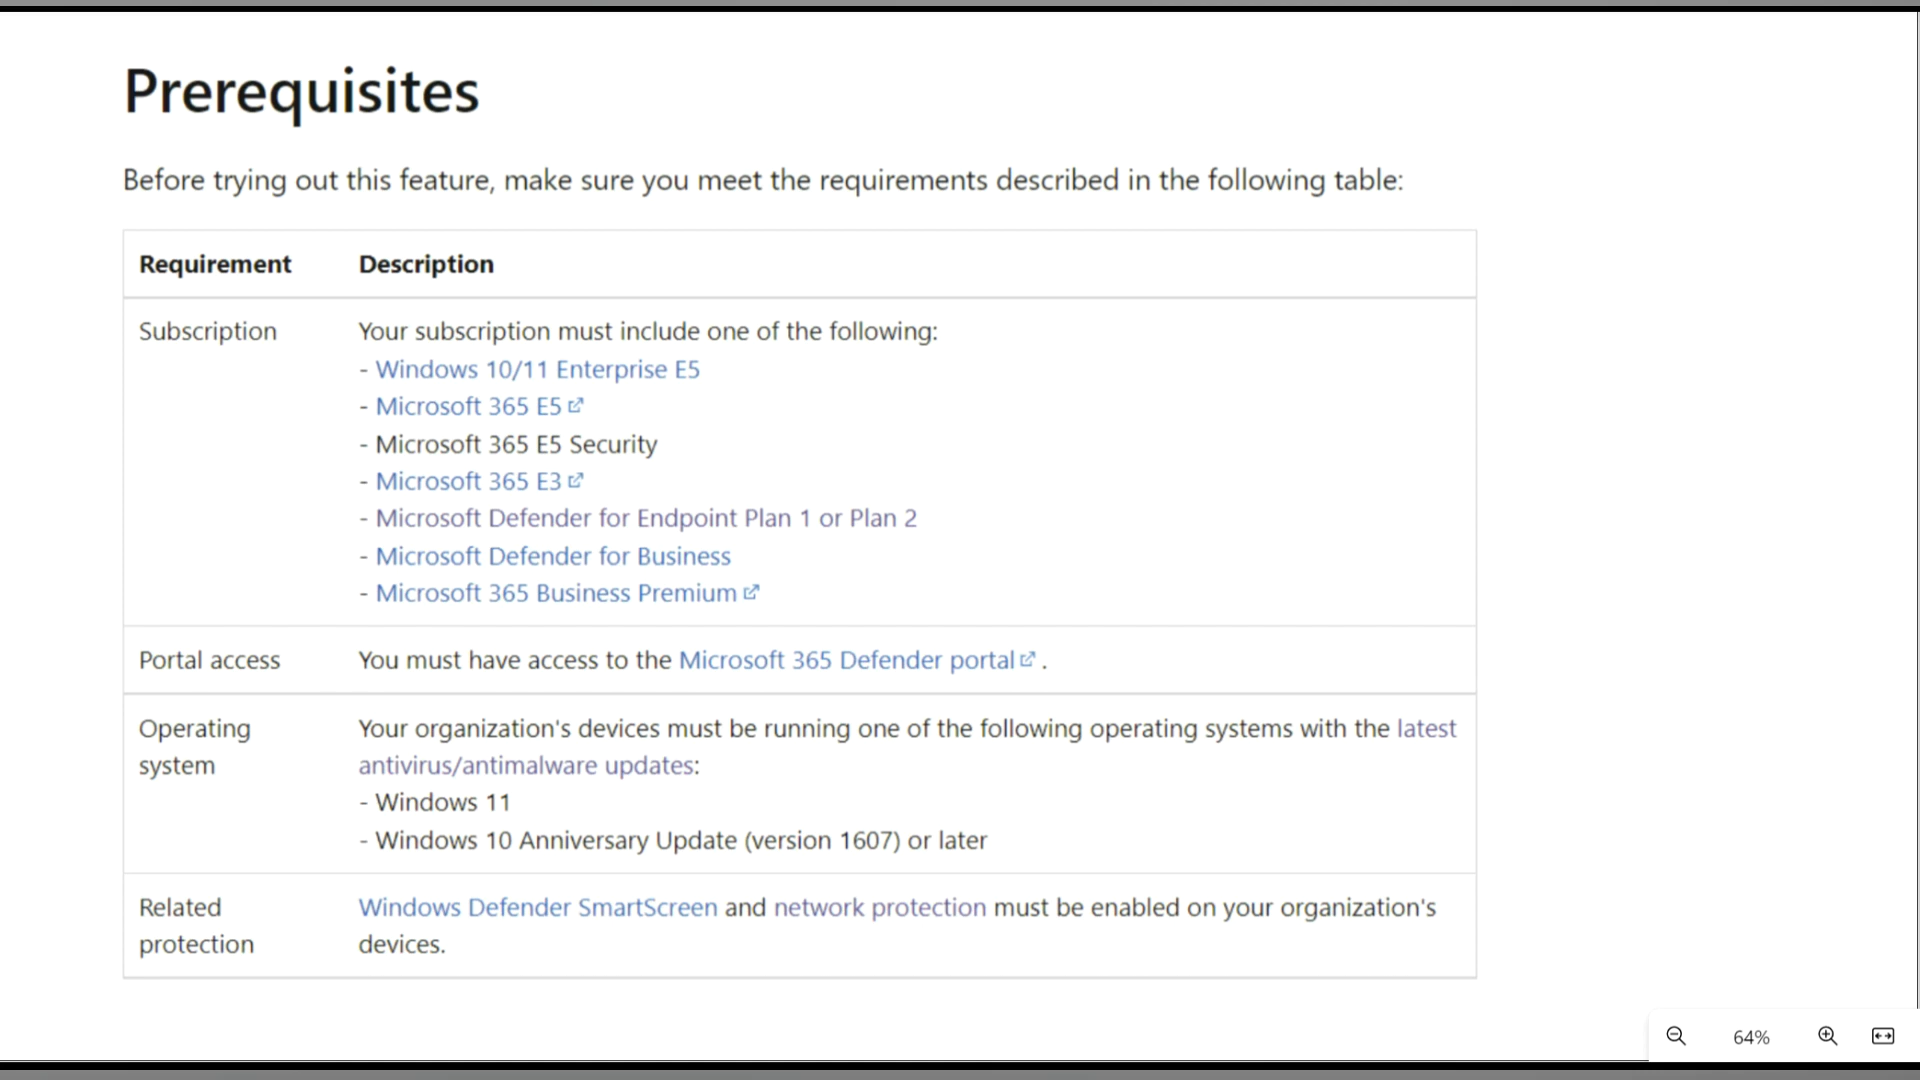 Prerequisites
Before trying out this feature, make sure you meet the requirements described in the following table:
Requirement Description
Subscription Your subscription must include one of the following:
- Windows 10/11 Enterprise E5
- Microsoft 365 E5
- Microsoft 365 E5 Security
- Microsoft 365 E3
- Microsoft Defender for Endpoint Plan 1 or Plan 2
- Microsoft Defender for Business
- Microsoft 365 Business Premium
Portal access You must have access to the Microsoft 365 Defender portal .
Operating system
Your organization's devices must be running one of the following operating systems with the latest
antivirus/antimalware updates:
- Windows 11
- Windows 10 Anniversary Update (version 1607) or later
Related protection
Windows Defender SmartScreen and network protection must be enabled on your organization's
devices.
64%